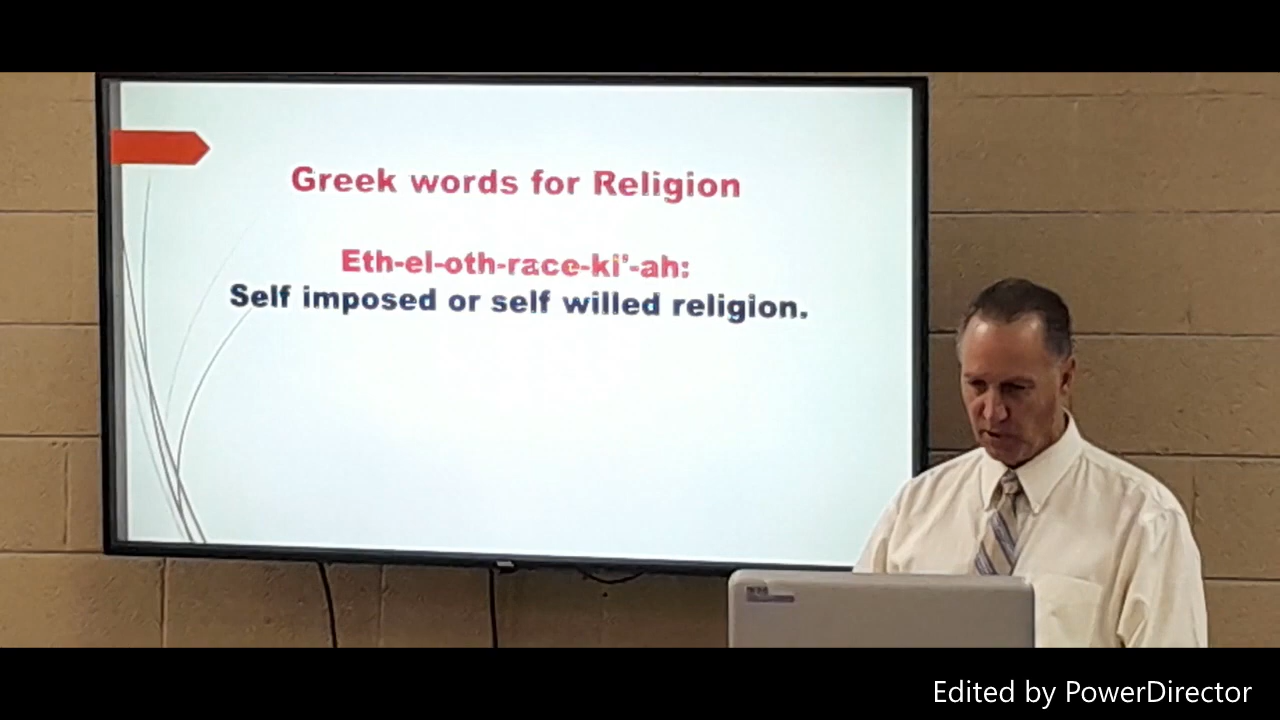 Greek words for Religion
Eth-el-oth-race-ki'-ah:
Self imposed or self willed religion.
Edited by PowerDirector